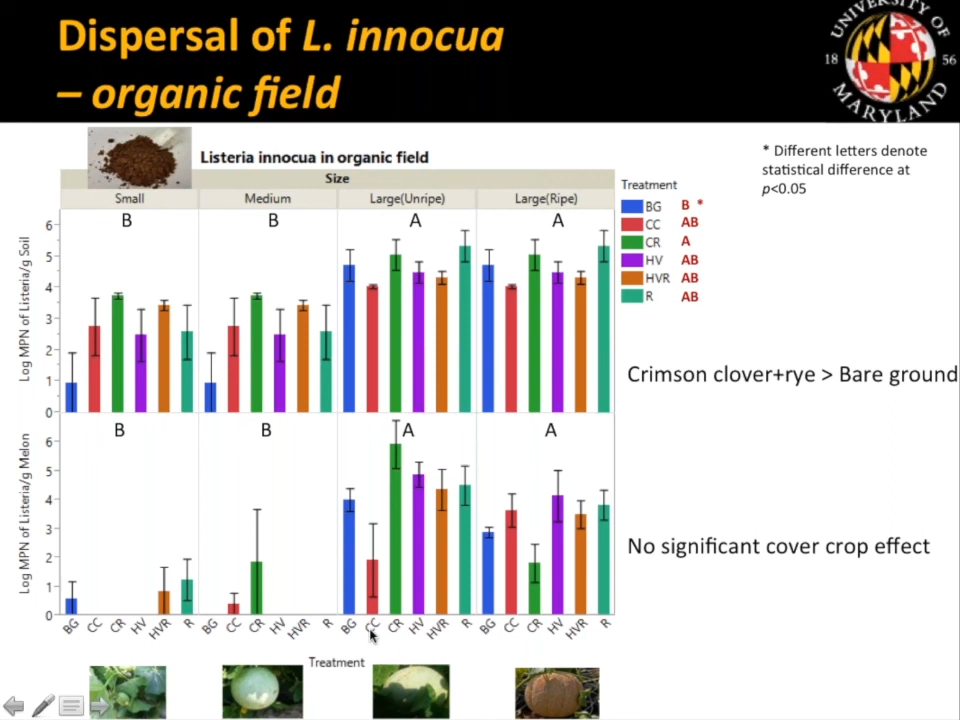 Dispersal of L. innocua
– organic field
UNIVERSITY OF
18 56
MARYLAND
Listeria innocua in organic field
Size
Small Medium Large(Unripe) Large(Ripe)
* Different letters denote
statistical difference at
p<0.05
Treatment
BG B *
CC AB
CR A
HV AB
HVR AB
R AB
Log MPN of Listeria/g Soil
6
5
4
3
2
1
0
B B A A
Crimson clover+rye > Bare ground
Log MPN of Listeria/g Melon
6
5
4
3
2
1
0
B B A A
No significant cover crop effect
BG CC CR HV HVR R BG CC CR HV HVR R BG CC CR HV HVR R BG CC CR HV HVR R
Treatment